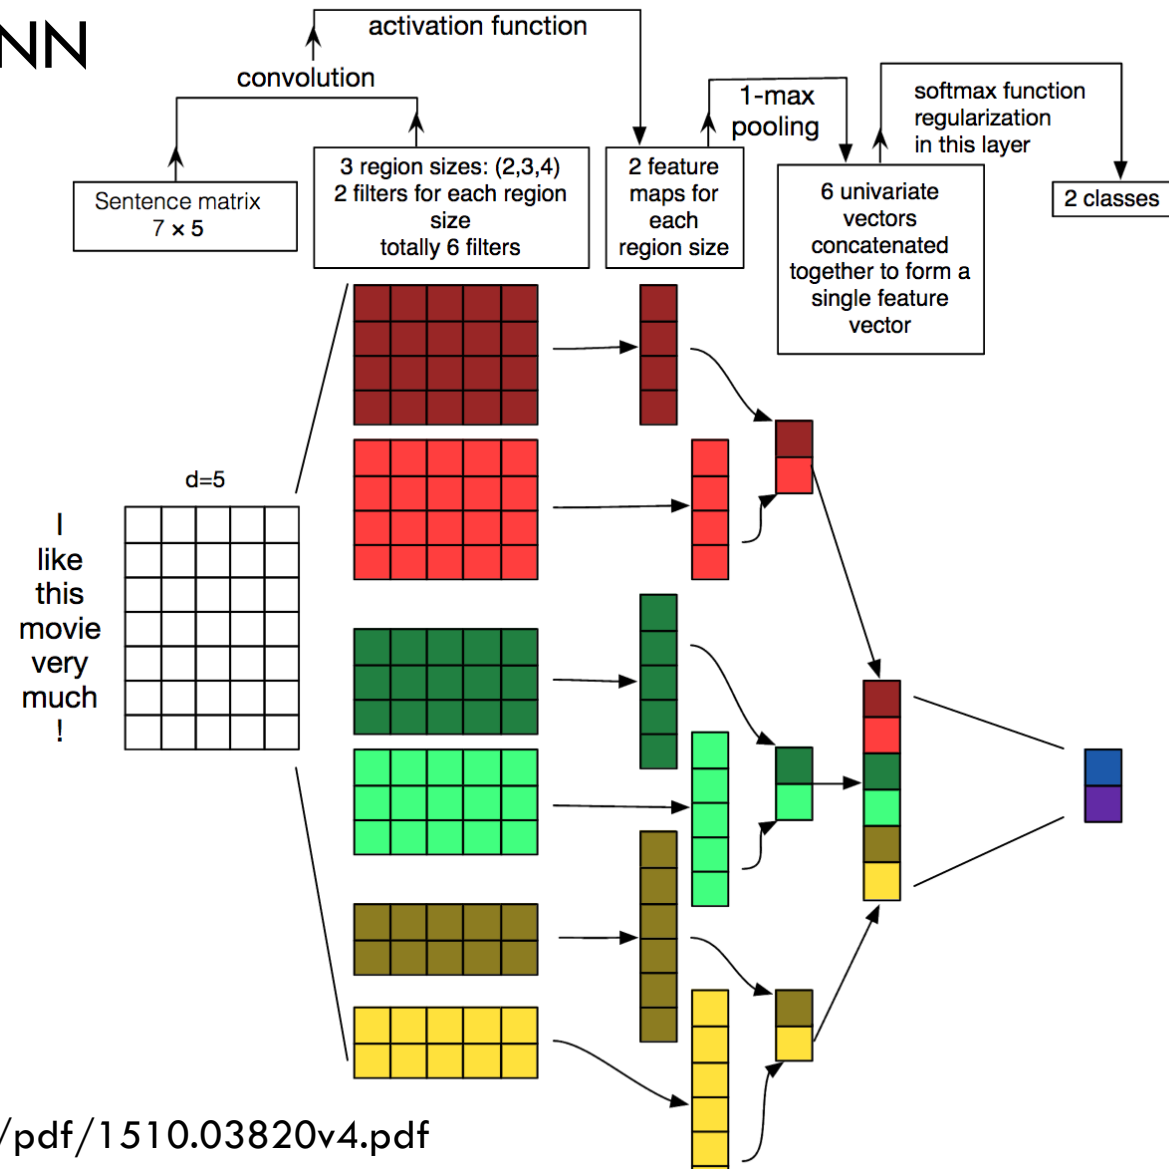 NN
activation function
convolution
1-max
pooling
softmax function
regularization
in this layer
Sentence matrix
7 × 5
3 region sizes: (2,3,4)
2 filters for each region
size
totally 6 filters
2 feature
maps for
each
region size
6 univariate
vectors
concatenated
together to form a
single feature
vector
2 classes
d=5
I
like
this
movie
very
much
!
/pdf/1510.03820v4.pdf